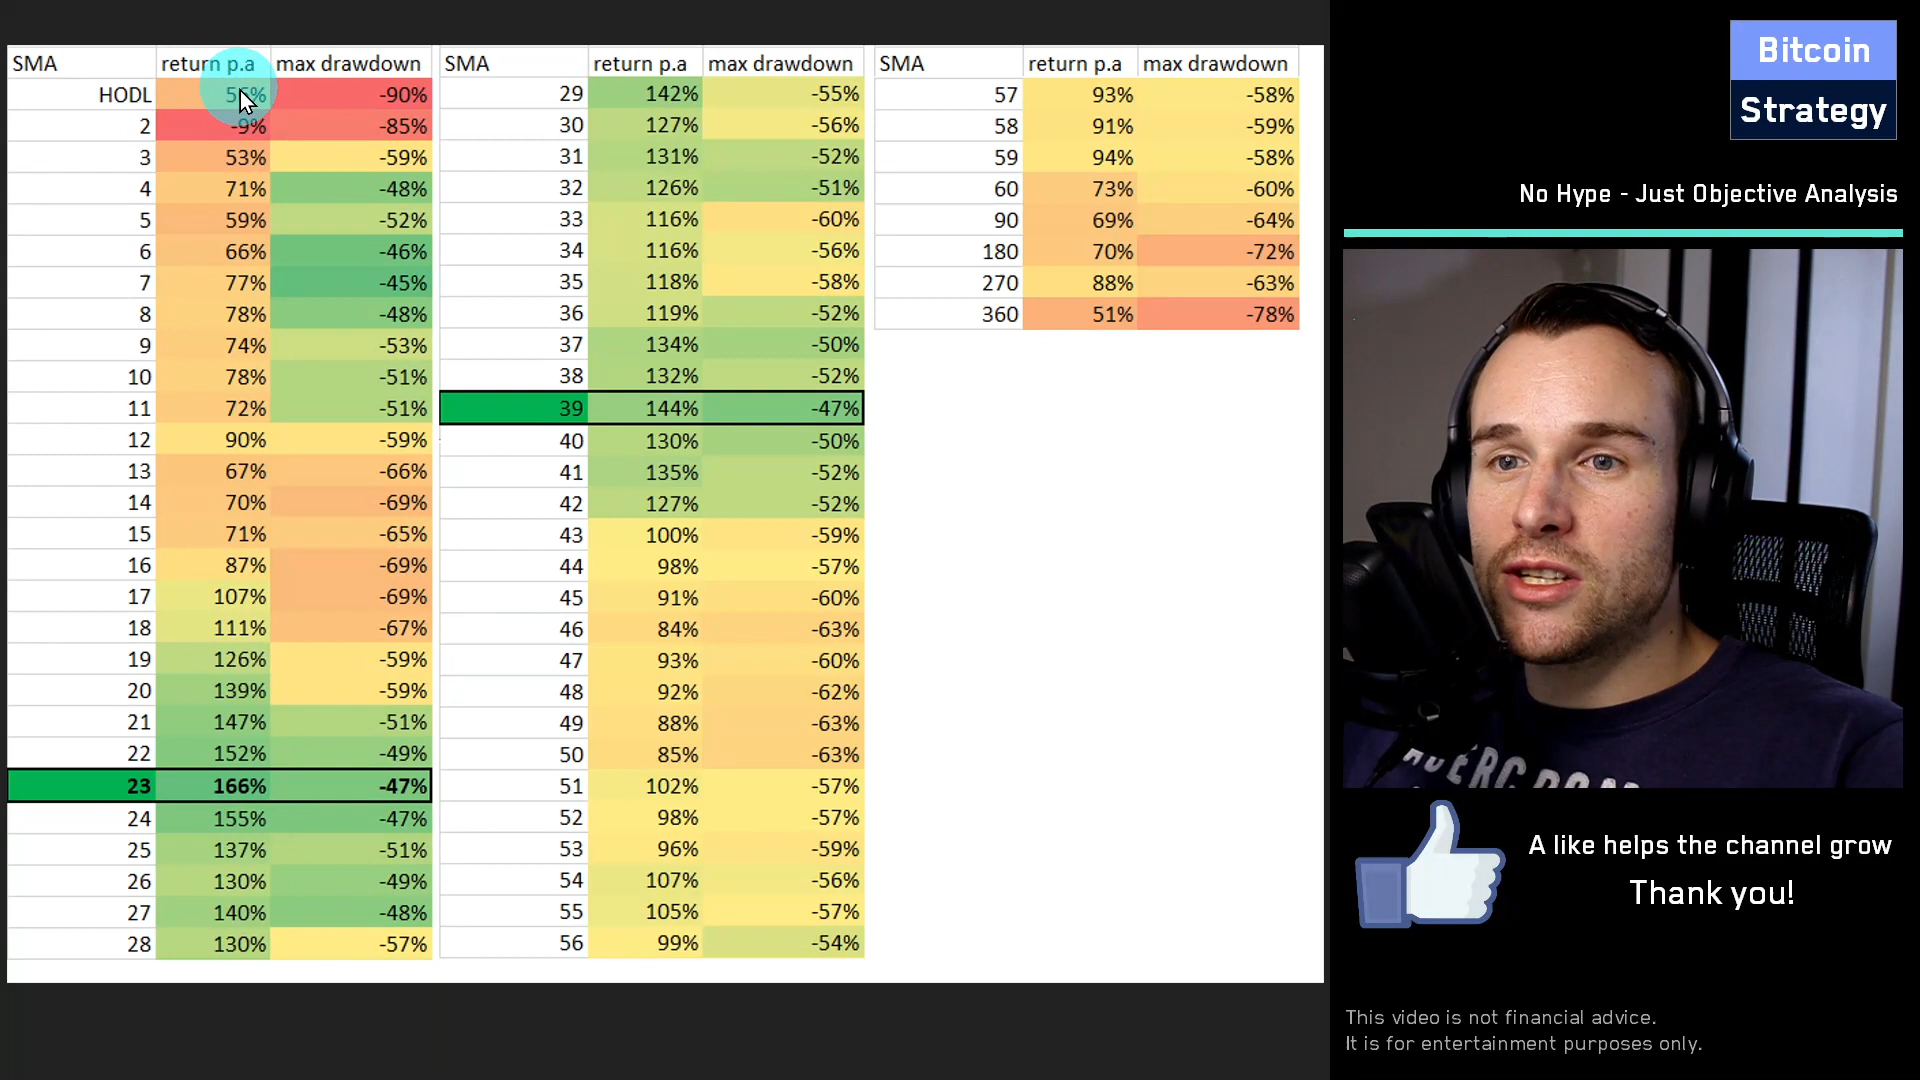 SMA return p.a max drawdown
HODL -90%
2 -9% -85%
3 53% -59%
4 71% -48%
5 59% -52%
6 66% -46%
7 77% -45%
8 78% -48%
9 74% -53%
10 78% -51%
11 72% -51%
12 90% -59%
13 67% -66%
14 70% -69%
15 71% -65%
16 87% -69%
17 107% -69%
18 111% -67%
19 126% -59%
20 139% -59%
21 147% -51%
22 152% -49%
23 166% -47%
24 155% -47%
25 137% -51%
26 130% -49%
27 140% -48%
28 130% -57%
SMA return p.a max drawdown
29 142% -55%
30 127% -56%
31 131% -52%
32 126% -51%
33 116% -60%
34 116% -56%
35 118% -58%
36 119% -52%
37 134% -50%
38 132% -52%
39 144% -47%
40 130% -50%
41 135% -52%
42 127% -52%
43 100% -59%
44 98% -57%
45 91% -60%
46 84% -63%
47 93% -60%
48 92% -62%
49 88% -63%
50 85% -63%
51 102% -57%
52 98% -57%
53 96% -59%
54 107% -56%
55 105% -57%
56 99% -54%
SMA return p.a max drawdown
57 93% -58%
58 91% -59%
59 94% -58%
60 73% -60%
90 69% -64%
180 70% -72%
270 88% -63%
360 51% -78%
Bitcoin
Strategy
No Hype - Just Objective Analysis
A like helps the channel grow
Thank you!
This video is not financial advice.
It is for entertainment purposes only.